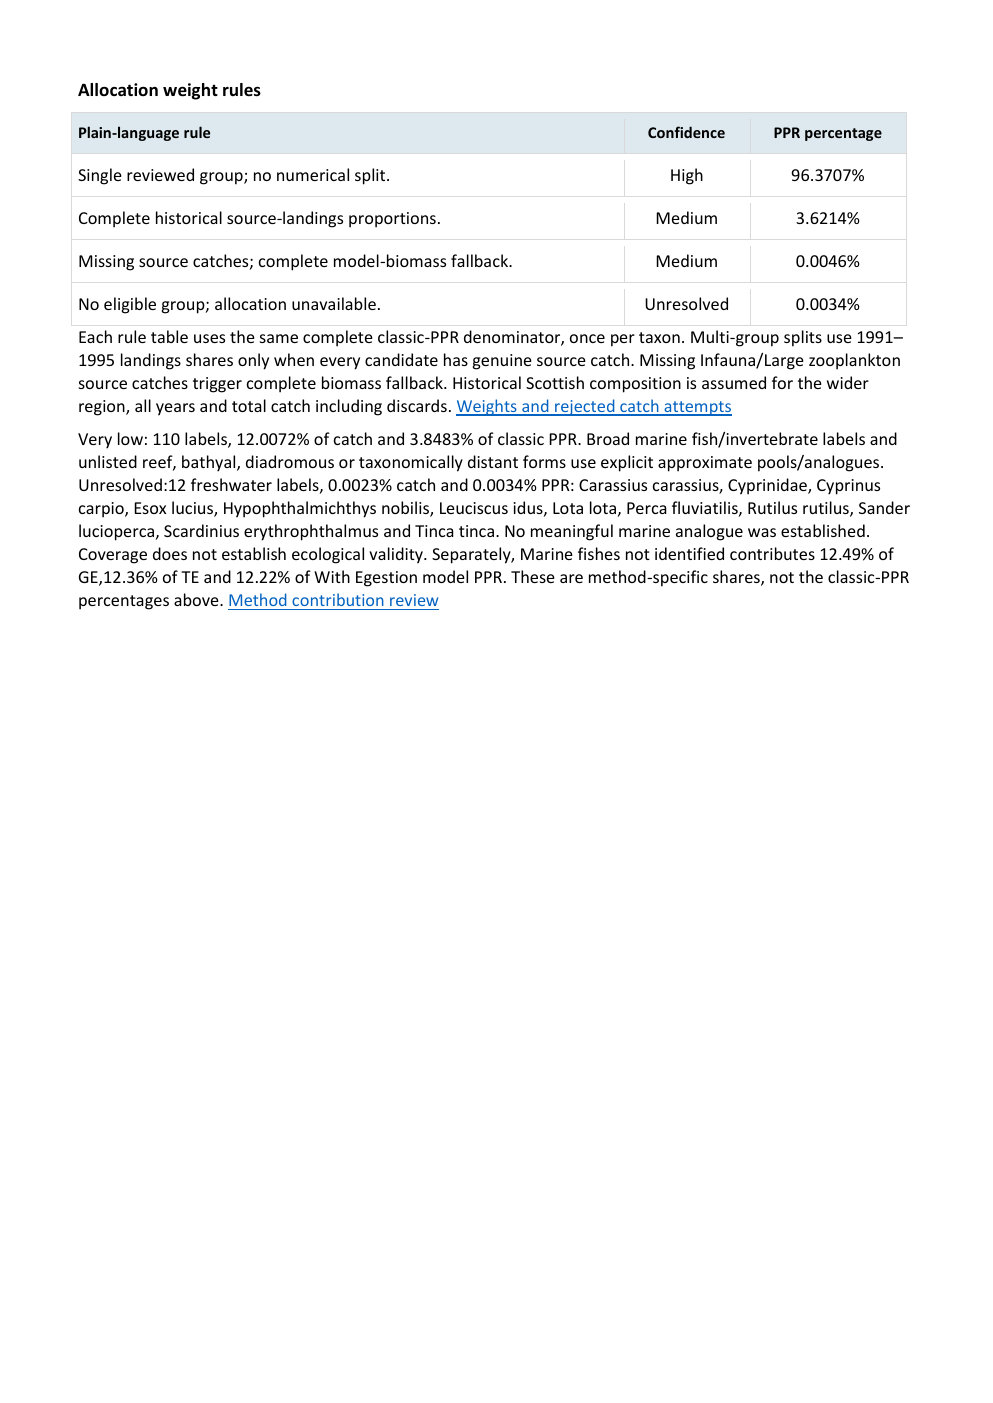 Allocation weight rules
Plain-language rule Confidence PPR percentage
Single reviewed group; no numerical split. High 96.3707%
Complete historical source-landings proportions. Medium 3.6214%
Missing source catches; complete model-biomass fallback. Medium 0.0046%
No eligible group; allocation unavailable. Unresolved 0.0034%
Each rule table uses the same complete classic-PPR denominator, once per taxon. Multi-group splits use 1991–
1995 landings shares only when every candidate has genuine source catch. Missing Infauna/Large zooplankton
source catches trigger complete biomass fallback. Historical Scottish composition is assumed for the wider
region, all years and total catch including discards. Weights and rejected catch attempts
Very low: 110 labels, 12.0072% of catch and 3.8483% of classic PPR. Broad marine fish/invertebrate labels and
unlisted reef, bathyal, diadromous or taxonomically distant forms use explicit approximate pools/analogues.
Unresolved:12 freshwater labels, 0.0023% catch and 0.0034% PPR: Carassius carassius, Cyprinidae, Cyprinus
carpio, Esox lucius, Hypophthalmichthys nobilis, Leuciscus idus, Lota lota, Perca fluviatilis, Rutilus rutilus, Sander
lucioperca, Scardinius erythrophthalmus and Tinca tinca. No meaningful marine analogue was established.
Coverage does not establish ecological validity. Separately, Marine fishes not identified contributes 12.49% of
GE,12.36% of TE and 12.22% of With Egestion model PPR. These are method-specific shares, not the classic-PPR
percentages above. Method contribution review